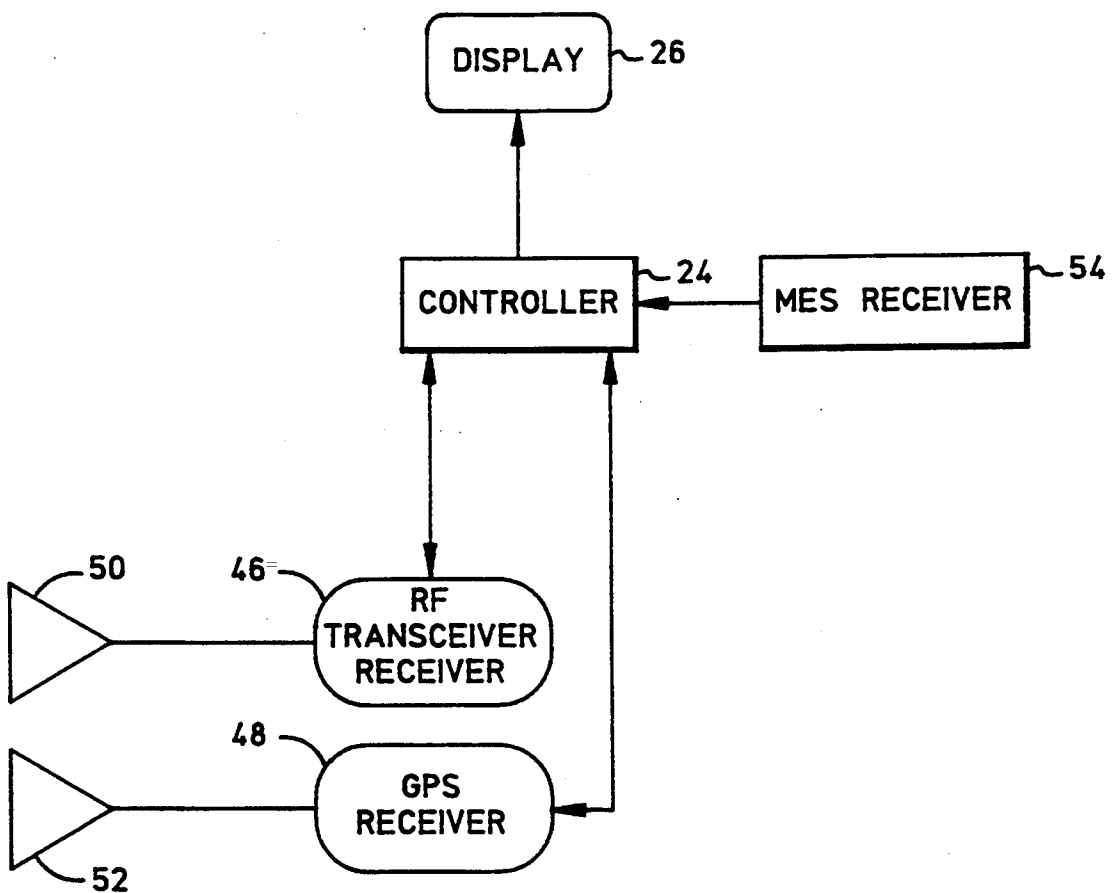 DISPLAY
26
CONTROLLER
24
MES RECEIVER
54
50
46
RF
TRANSCEIVER
RECEIVER
48
GPS
RECEIVER
52